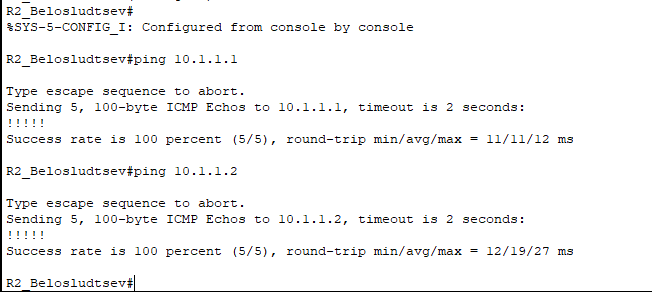 R2_Belosludtsev#
%SYS-5-CONFIG_I: Configured from console by console
R2_Belosludtsev#ping 10.1.1.1
Type escape sequence to abort.
Sending 5, 100-byte ICMP Echos to 10.1.1.1, timeout is 2 seconds:
!!!!!
Success rate is 100 percent (5/5), round-trip min/avg/max = 11/11/12 ms
R2_Belosludtsev#ping 10.1.1.2
Type escape sequence to abort.
Sending 5, 100-byte ICMP Echos to 10.1.1.2, timeout is 2 seconds:
!!!!!
Success rate is 100 percent (5/5), round-trip min/avg/max = 12/19/27 ms
R2_Belosludtsev#